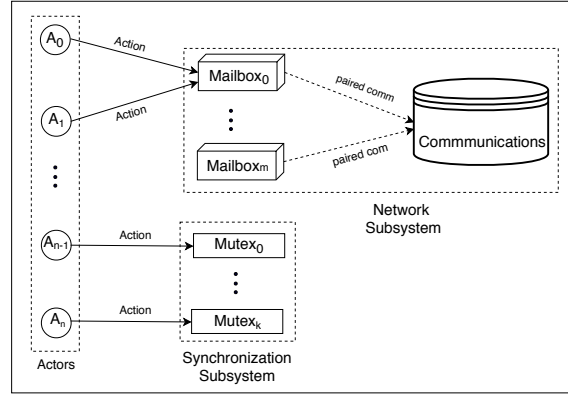 A0
Action
Mailbox0
paired comm
Commmunications
A1
Action
Mailboxm
paired com
Network
Subsystem
An-1
Action
Mutex0
An
Action
Mutexk
Actors
Synchronization
Subsystem